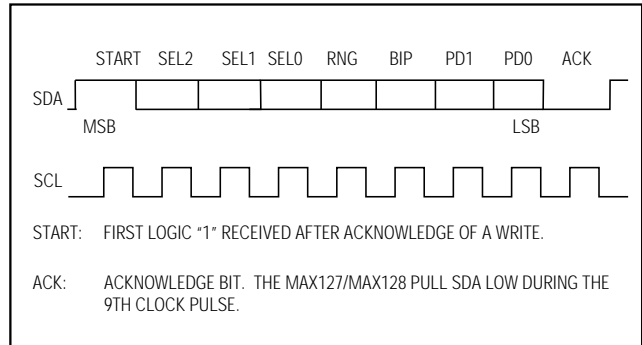 START SEL2 SEL1 SEL0 RNG BIP PD1 PD0 ACK
SDA
MSB LSB
SCL
START: FIRST LOGIC "1" RECEIVED AFTER ACKNOWLEDGE OF A WRITE.
ACK: ACKNOWLEDGE BIT. THE MAX127/MAX128 PULL SDA LOW DURING THE
9TH CLOCK PULSE.